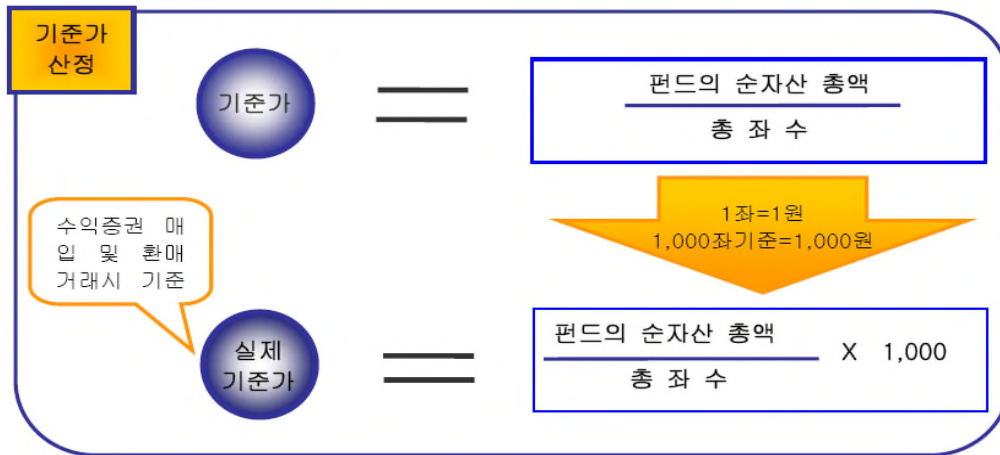 기준가
산정
기준가
펀드의 순자산 총액
총 좌 수
1좌=1원
1,000좌기준=1,000원
수익증권 매
입 및 환매
거래시 기준
실제
기준가
펀드의 순자산 총액
총 좌 수
X 1,000